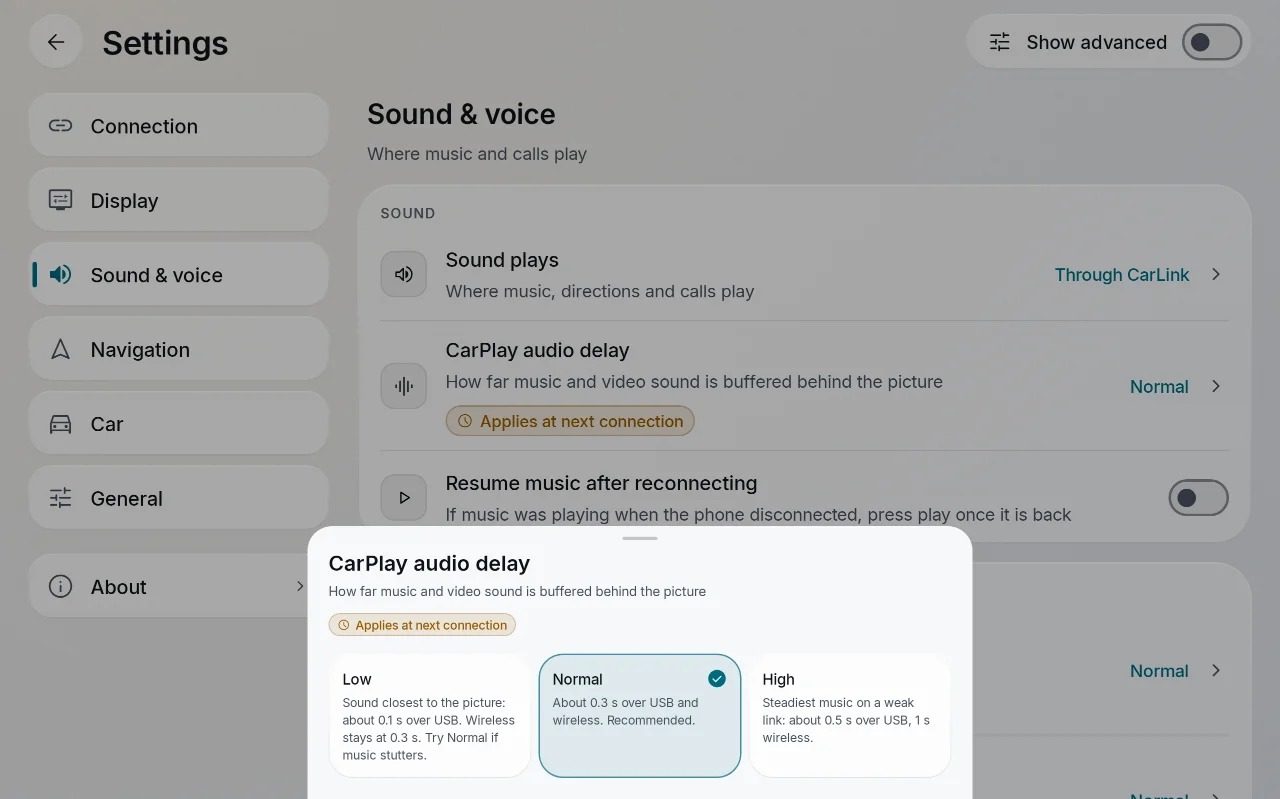 Settings
Show advanced
Connection
Display
Sound & voice
Navigation
Car
General
About
Sound & voice
Where music and calls play
SOUND
Sound plays
Where music, directions and calls play
Through CarLink
CarPlay audio delay
How far music and video sound is buffered behind the picture
Applies at next connection
Normal
Resume music after reconnecting
If music was playing when the phone disconnected, press play once it is back
Normal
Normal
CarPlay audio delay
How far music and video sound is buffered behind the picture
Applies at next connection
Low
Sound closest to the picture:
about 0.1 s over USB. Wireless
stays at 0.3 s. Try Normal if
music stutters.
Normal
About 0.3 s over USB and
wireless. Recommended.
High
Steadiest music on a weak
link: about 0.5 s over USB, 1 s
wireless.